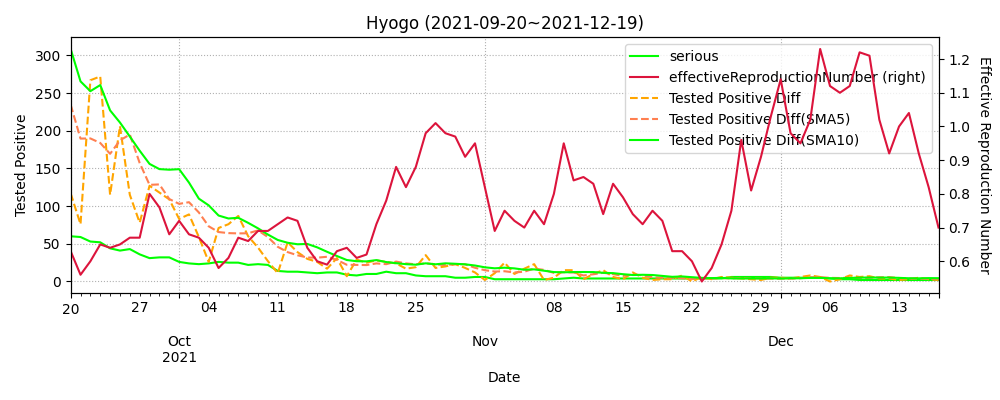 Hyogo (2021-09-20~2021-12-19)
serious
effectiveReproductionNumber (right)
Tested Positive Diff
Tested Positive Diff(SMA5)
Tested Positive Diff(SMA10)
Tested Positive
300
250
200
150
100
50
0
1.2
1.1
1.0
0.9
0.8
0.7
0.6
Effective Reproduction Number
20 27 04 11 18 25 08 15 22 29 06 13
Oct Nov Dec
2021
Date